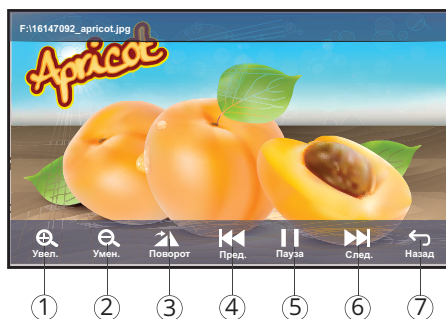 F:\16147092_apricot.jpg
Apricot
Увел. Умен. Поворот Пред. Пауза След. Назад
1 2 3 4 5 6 7